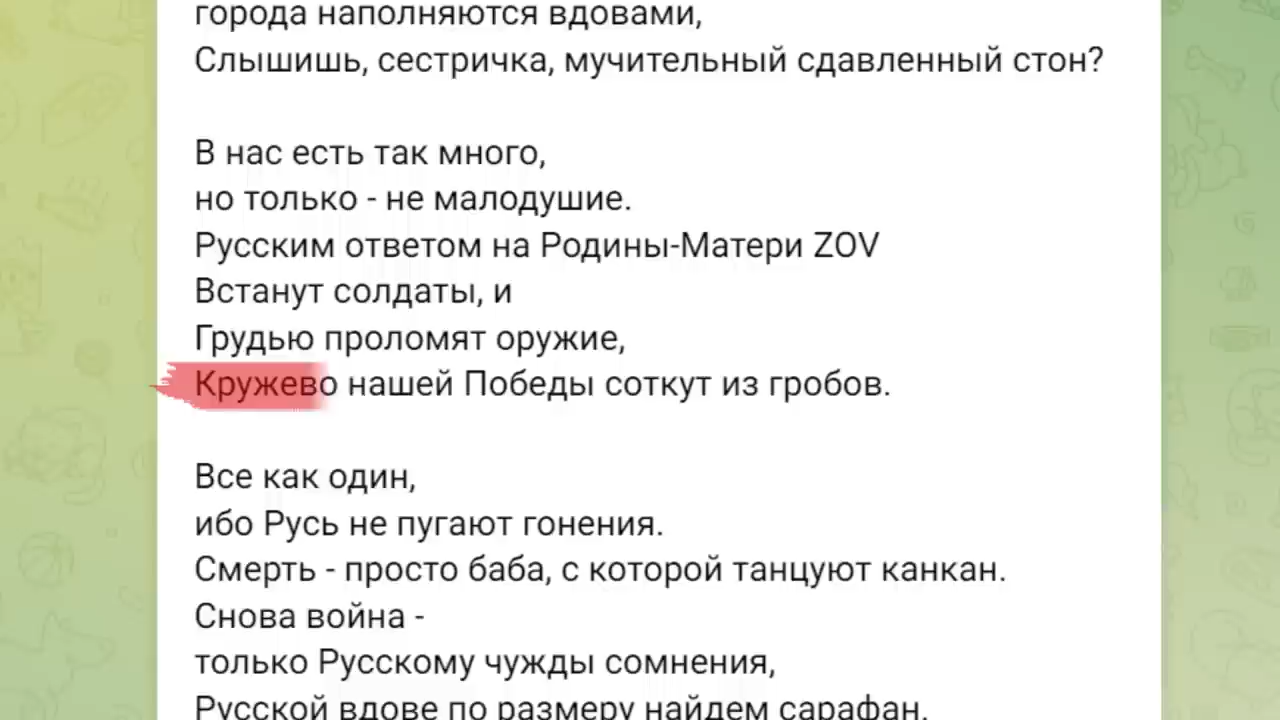 города наполняются вдовами,
Слышишь, сестричка, мучительный сдавленный стон?
В нас есть так много,
но только - не малодушие.
Русским ответом на Родины-Матери ZOV
Встанут солдаты, и
Грудью проломят оружие,
Кружево нашей Победы соткут из гробов.
Все как один,
ибо Русь не пугают гонения.
Смерть - просто баба, с которой танцуют канкан.
Снова война -
только Русскому чужды сомнения,
Русской вдове по размеру найдем сарафан.